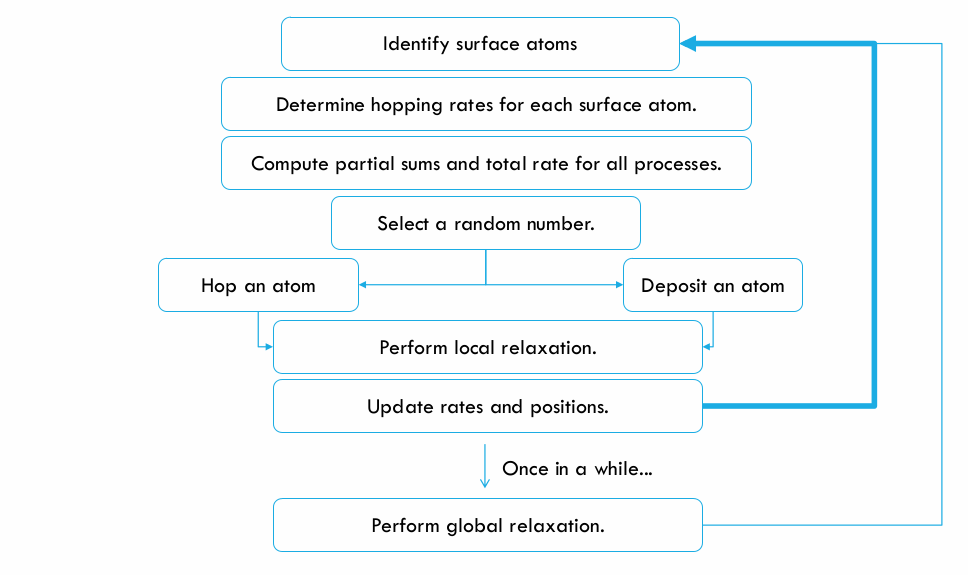 Identify surface atoms
Determine hopping rates for each surface atom.
Compute partial sums and total rate for all processes.
Select a random number.
Hop an atom
Deposit an atom
Perform local relaxation.
Update rates and positions.
Once in a while...
Perform global relaxation.